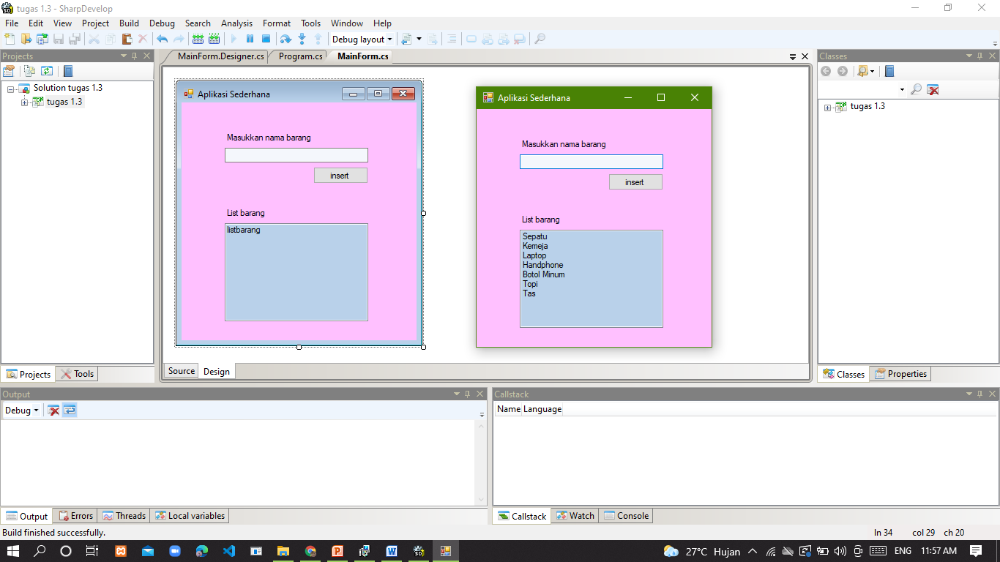 tugas 1.3 - SharpDevelop
File Edit View Project Build Debug Search Analysis Format Tools Window Help
Debug layout
Projects
Solution tugas 1.3
tugas 1.3
Projects Tools
MainForm.Designer.cs Program.cs MainForm.cs
Aplikasi Sederhana
Masukkan nama barang
insert
List barang
listbarang
Aplikasi Sederhana
Masukkan nama barang
insert
List barang
Sepatu
Kemeja
Laptop
Handphone
Botol Minum
Topi
Tas
Source Design
Classes
tugas 1.3
Classes Properties
Output
Debug
Output Errors Threads Local variables
Callstack
Name Language
Callstack Watch Console
Build finished successfully. ln 34 col 29 ch 20
27°C Hujan ENG 11:57 AM